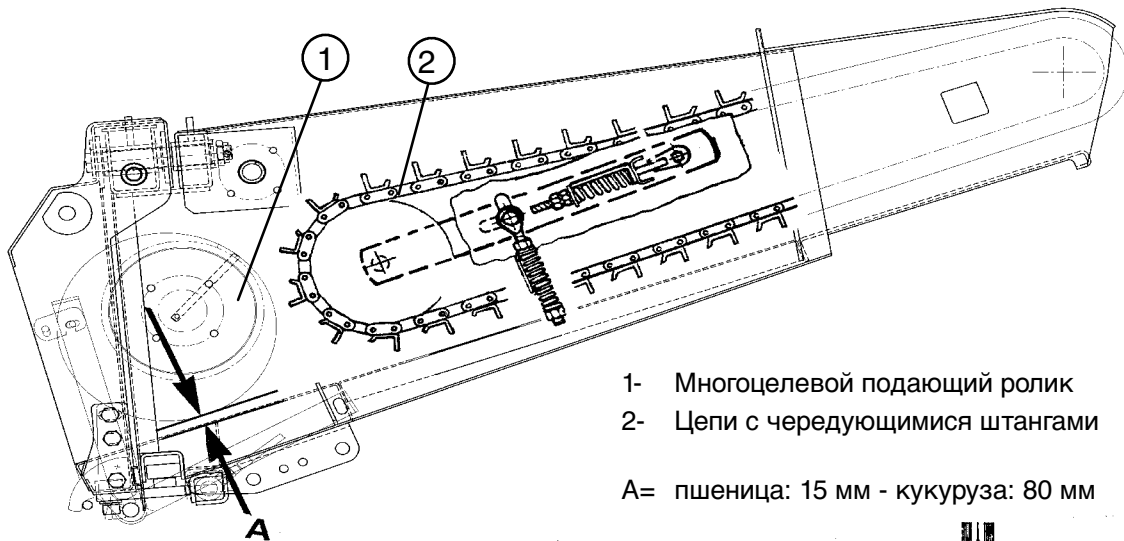 1
2
1- Многоцелевой подающий ролик
2- Цепи с чередующимися штангами
А= пшеница: 15 мм - кукуруза: 80 мм
A